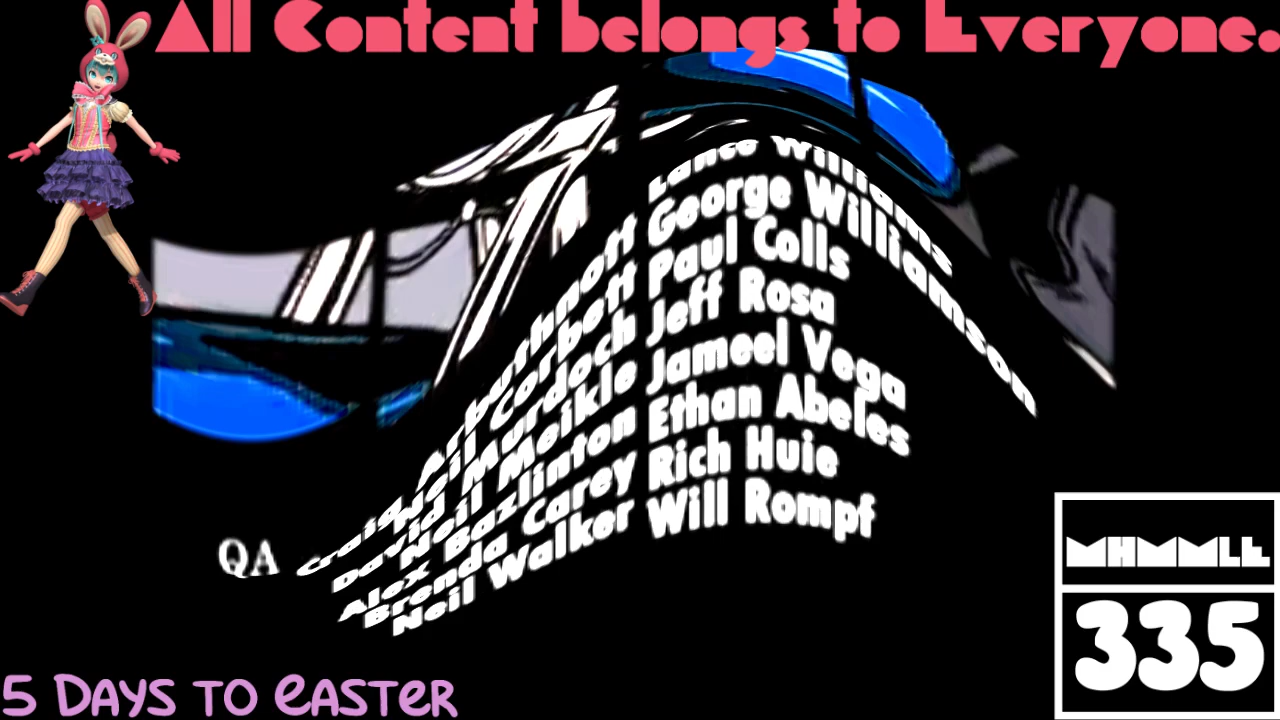 All Content belongs to Everyone.
Lance Williams
Craig Arbuthnott George Williamson
Neil Corbett Paul Colls
David Murdoch Jeff Rosa
Neil Meikle Jameel Vega
Alex Bazlinton Ethan Abeles
Brenda Carey Rich Huie
QA Neil Walker Will Rompf
MHMMLE
335
5 Days to Easter